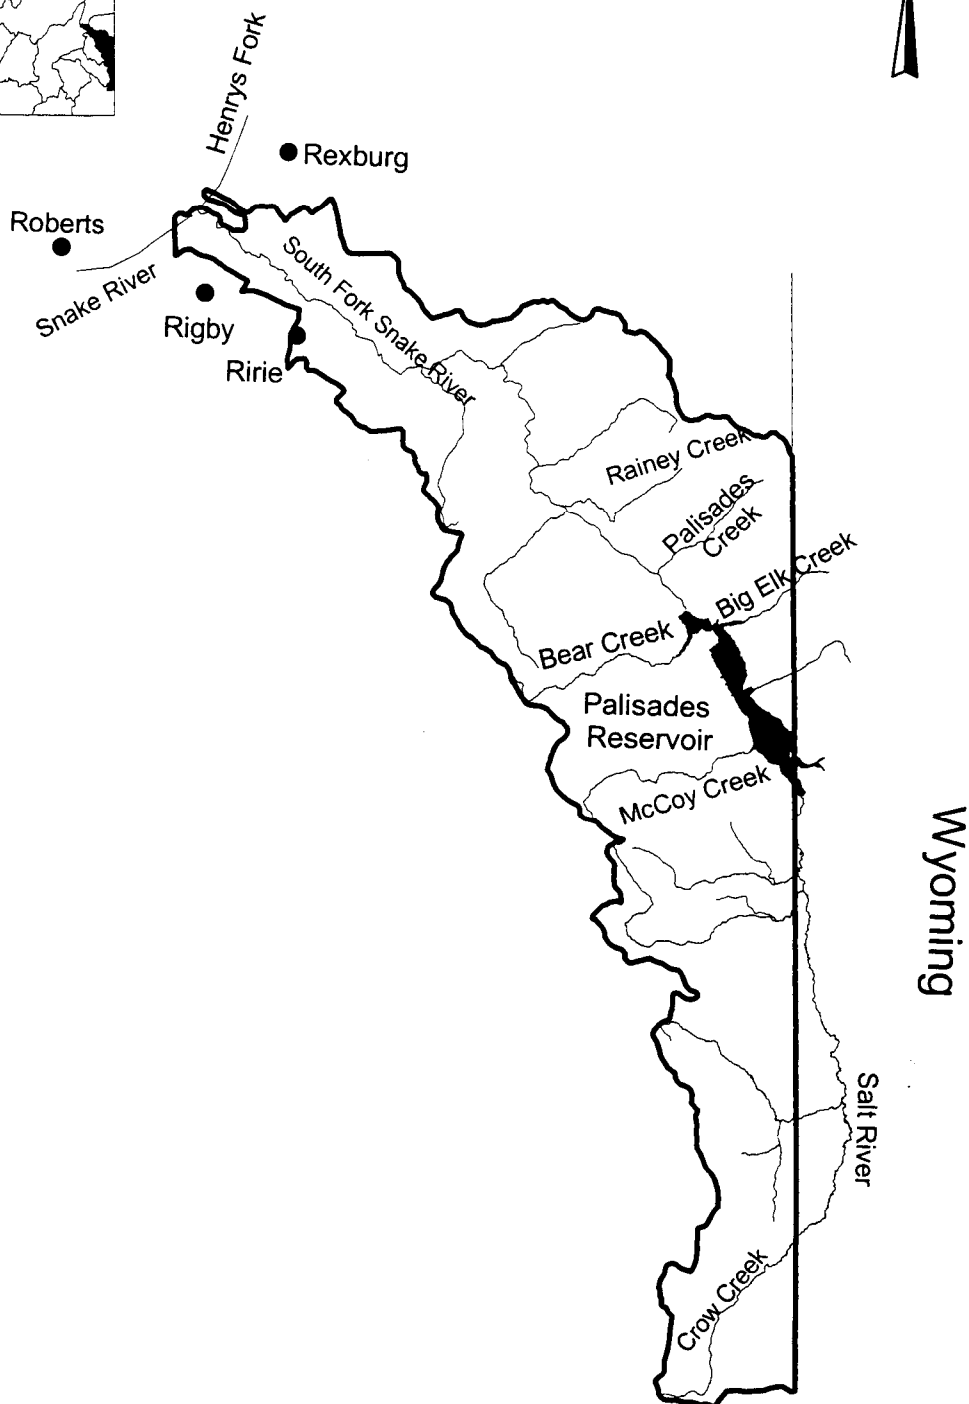 Henrys Fork
Rexburg
Roberts
Snake River
South Fork Snake River
Rigby
Ririe
Rainey Creek
Palisades
Creek
Big Elk Creek
Bear Creek
Palisades
Reservoir
McCoy Creek
Wyoming
Salt River
Crow Creek